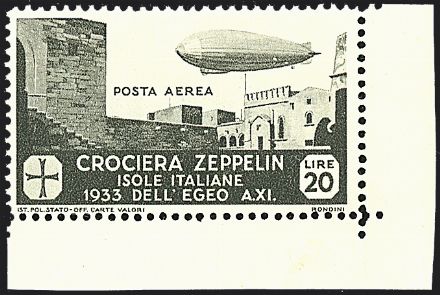 POSTA AEREA
CROCIERA ZEPPELIN
ISOLE ITALIANE
1933 DELL'EGEO A.XI.
LIRE
20
IST. POL. STATO - OFF. CARTE VALORI
RONDINI